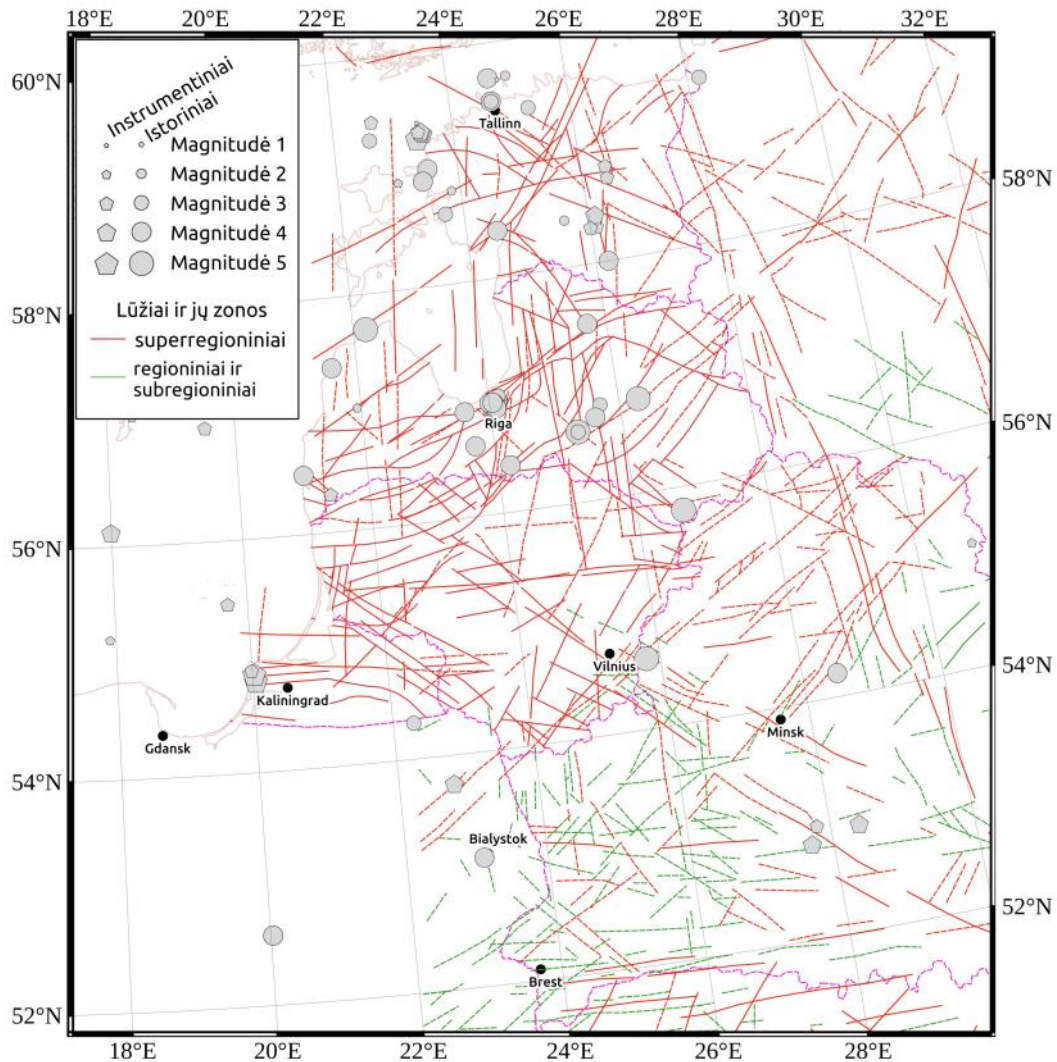 18°E 20°E 22°E 24°E 26°E 28°E 30°E 32°E
Instrumentiniai
Istoriniai
Magnitudė 1
Magnitudė 2
Magnitudė 3
Magnitudė 4
Magnitudė 5
Lūžiai ir jų zonos
superregioniniai
regioniniai ir
subregioniniai
60°N
58°N
58°N
56°N
56°N
54°N
54°N
52°N
52°N
Tallinn
Riga
Vilnius
Kaliningrad
Minsk
Gdansk
Bialystok
Brest
18°E 20°E 22°E 24°E 26°E 28°E